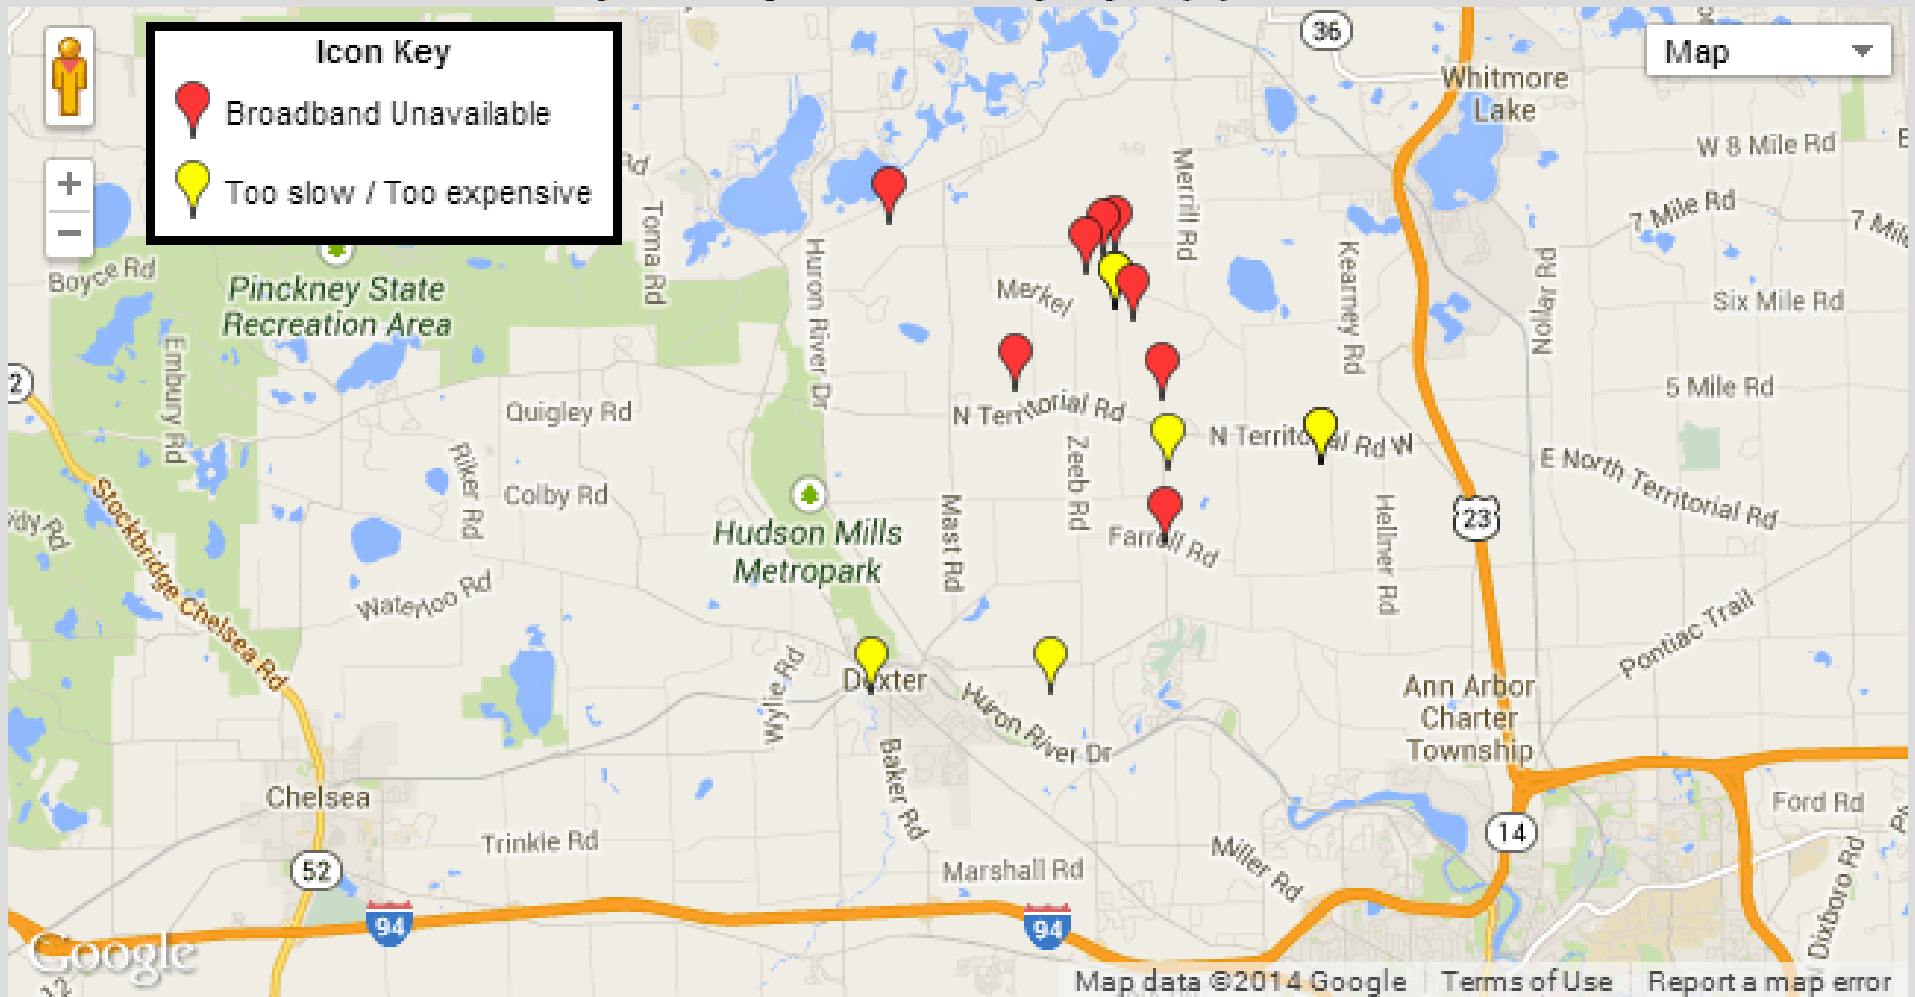 Icon Key
Broadband Unavailable
Too slow / Too expensive
Map
36
Whitmore
Lake
W 8 Mile Rd
7 Mile Rd
7 Mile
Merrill Rd
Toma Rd
Huron River Dr
Kearney Rd
Nollar Rd
Boyce Rd
Pinckney State
Recreation Area
Merkel
Six Mile Rd
Embury Rd
5 Mile Rd
Quigley Rd
N Territorial Rd
N Territorial Rd W
E North Territorial Rd
Riker Rd
Colby Rd
Zeeb Rd
Mast Rd
Hellner Rd
23
Stockbridge Chelsea Rd
Hudson Mills
Metropark
Farrell Rd
Waterloo Rd
Pontiac Trail
Wylie Rd
Dexter
Huron River Dr
Ann Arbor
Charter
Township
Baker Rd
Chelsea
Ford Rd
Trinkle Rd
14
Miller Rd
52
Marshall Rd
Dixboro Rd
94
94
Google
12
Map data ©2014 Google
Terms of Use
Report a map error